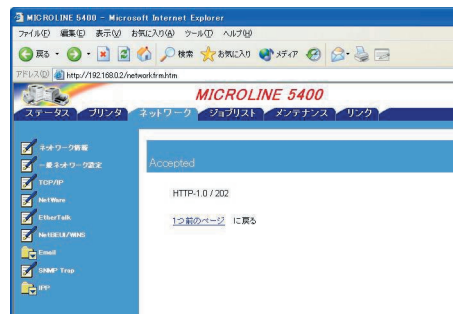 MICROLINE 5400 - Microsoft Internet Explorer
ファイル(F) 編集(E) 表示(V) お気に入り(A) ツール(T) ヘルプ(H)
戻る 検索 お気に入り メディア
アドレス(D) http://192.168.0.2/networkfrm.htm
MICROLINE 5400
ステータス プリンタ ネットワーク ジョブリスト メンテナンス リンク
ネットワーク情報
一般ネットワーク設定
TCP/IP
NetWare
EtherTalk
NetBEUI/WINS
Email
SNMP Trap
IPP
Accepted
HTTP-1.0 / 202
1つ前のページ に戻る